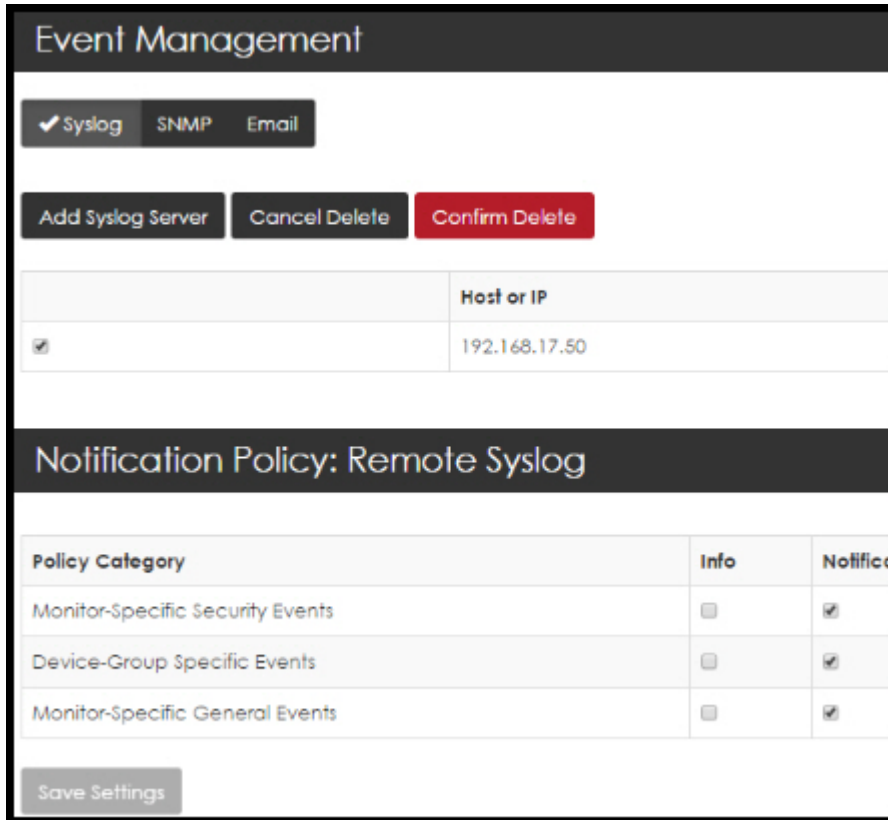 Event Management
Syslog SNMP Email
Add Syslog Server Cancel Delete Confirm Delete
Host or IP
192.168.17.50
Notification Policy: Remote Syslog
Policy Category Info Notifica
Monitor-Specific Security Events
Device-Group Specific Events
Monitor-Specific General Events
Save Settings